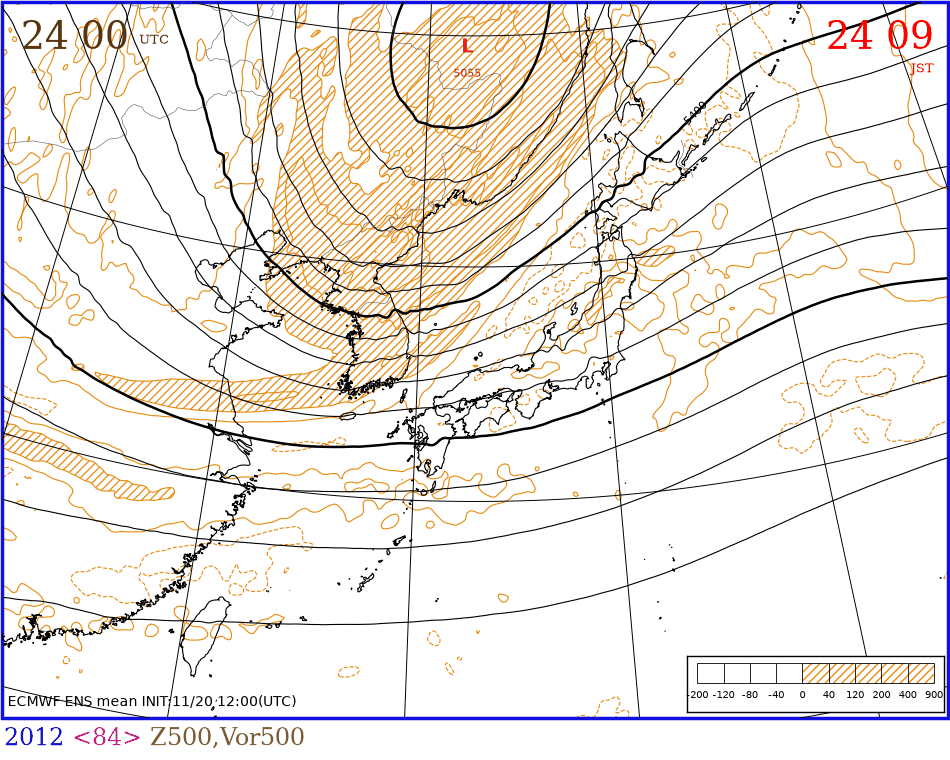 24 00 UTC
24 09
JST
L
5055
5400
-200 -120 -80 -40 0 40 120 200 400 900
ECMWF ENS mean INIT:11/20 12:00(UTC)
2012 <84> Z500,Vor500